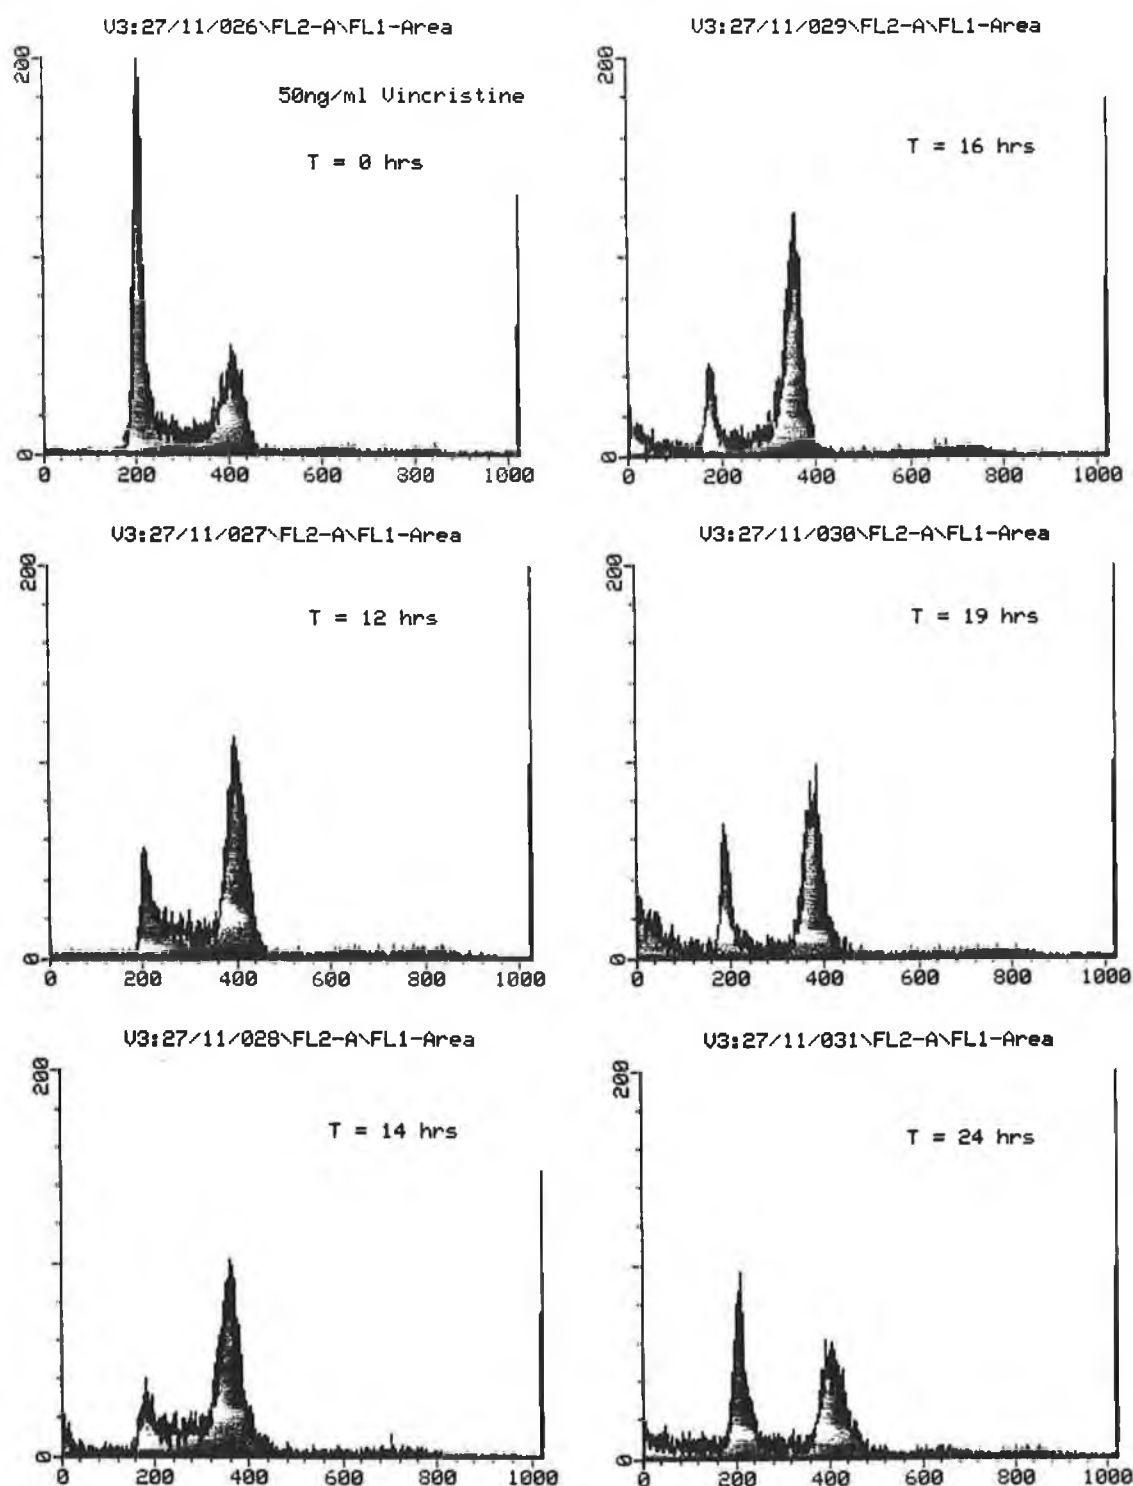 V3:27/11/026\FL2-A\FL1-Area
200
50ng/ml Vincristine
T = 0 hrs
0
0 200 400 600 800 1000
V3:27/11/029\FL2-A\FL1-Area
200
T = 16 hrs
0
0 200 400 600 800 1000
V3:27/11/027\FL2-A\FL1-Area
200
T = 12 hrs
0
0 200 400 600 800 1000
V3:27/11/030\FL2-A\FL1-Area
200
T = 19 hrs
0
0 200 400 600 800 1000
V3:27/11/028\FL2-A\FL1-Area
200
T = 14 hrs
0
0 200 400 600 800 1000
V3:27/11/031\FL2-A\FL1-Area
200
T = 24 hrs
0
0 200 400 600 800 1000